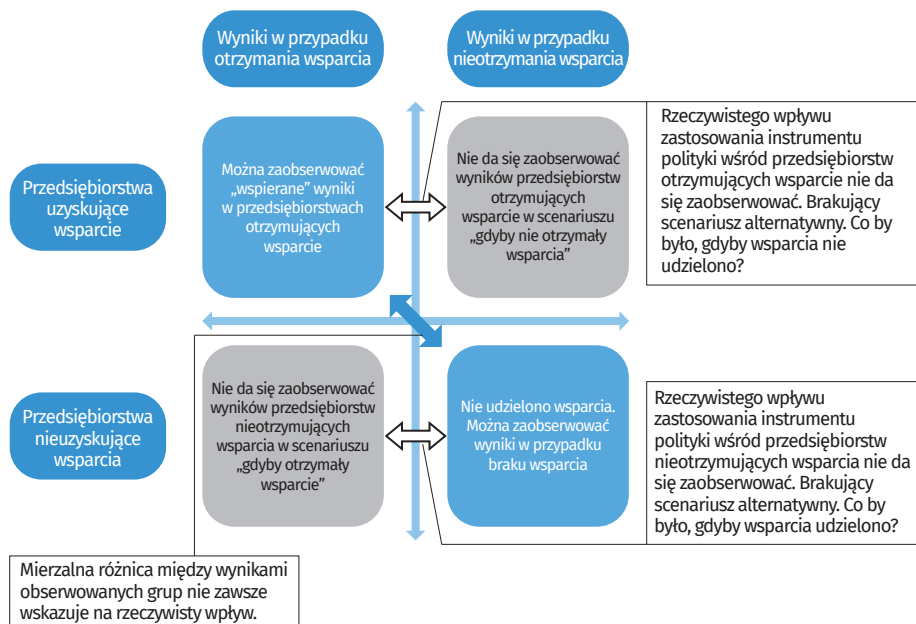 Wyniki w przypadku
otrzymania wsparcia
Wyniki w przypadku
nieotrzymania wsparcia
Przedsiębiorstwa
uzyskujące
wsparcie
Można zaobserwować
„wspierane” wyniki
w przedsiębiorstwach
otrzymujących
wsparcie
Nie da się zaobserwować
wyników przedsiębiorstw
otrzymujących
wsparcie w scenariuszu
„gdyby nie otrzymały
wsparcia”
Rzeczywistego wpływu
zastosowania instrumentu
polityki wśród przedsiębiorstw
otrzymujących wsparcie nie da
się zaobserwować. Brakujący
scenariusz alternatywny. Co by
było, gdyby wsparcia nie
udzielono?
Przedsiębiorstwa
nieuzyskujące
wsparcia
Nie da się zaobserwować
wyników przedsiębiorstw
nieotrzymujących
wsparcia w scenariuszu
„gdyby otrzymały
wsparcie”
Nie udzielono wsparcia.
Można zaobserwować
wyniki w przypadku
braku wsparcia
Rzeczywistego wpływu
zastosowania instrumentu
polityki wśród przedsiębiorstw
nieotrzymujących wsparcia nie da
się zaobserwować. Brakujący
scenariusz alternatywny. Co by
było, gdyby wsparcia udzielono?
Mierzalna różnica między wynikami
obserwowanych grup nie zawsze
wskazuje na rzeczywisty wpływ.